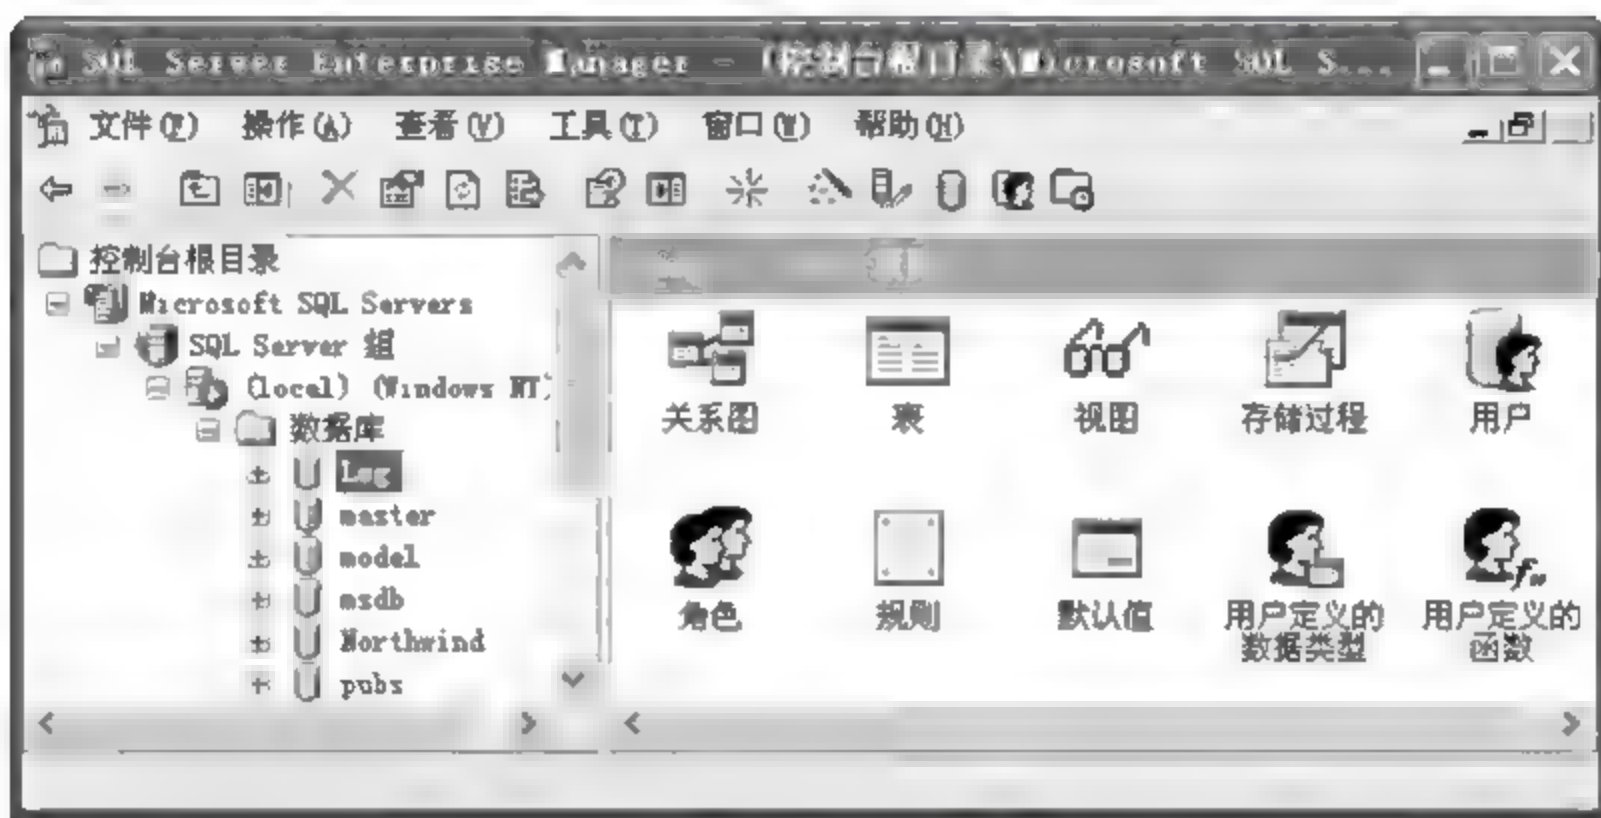 SQL Server Enterprise Manager - [控制台根目录\Microsoft SQL S...
文件(F) 操作(A) 查看(V) 工具(T) 窗口(W) 帮助(H)
控制台根目录
Microsoft SQL Servers
SQL Server 组
(local) (Windows NT)
数据库
Log
master
model
msdb
Northwind
pubs
关系图 表 视图 存储过程 用户
角色 规则 默认值 用户定义的 用户定义的
数据类型 函数